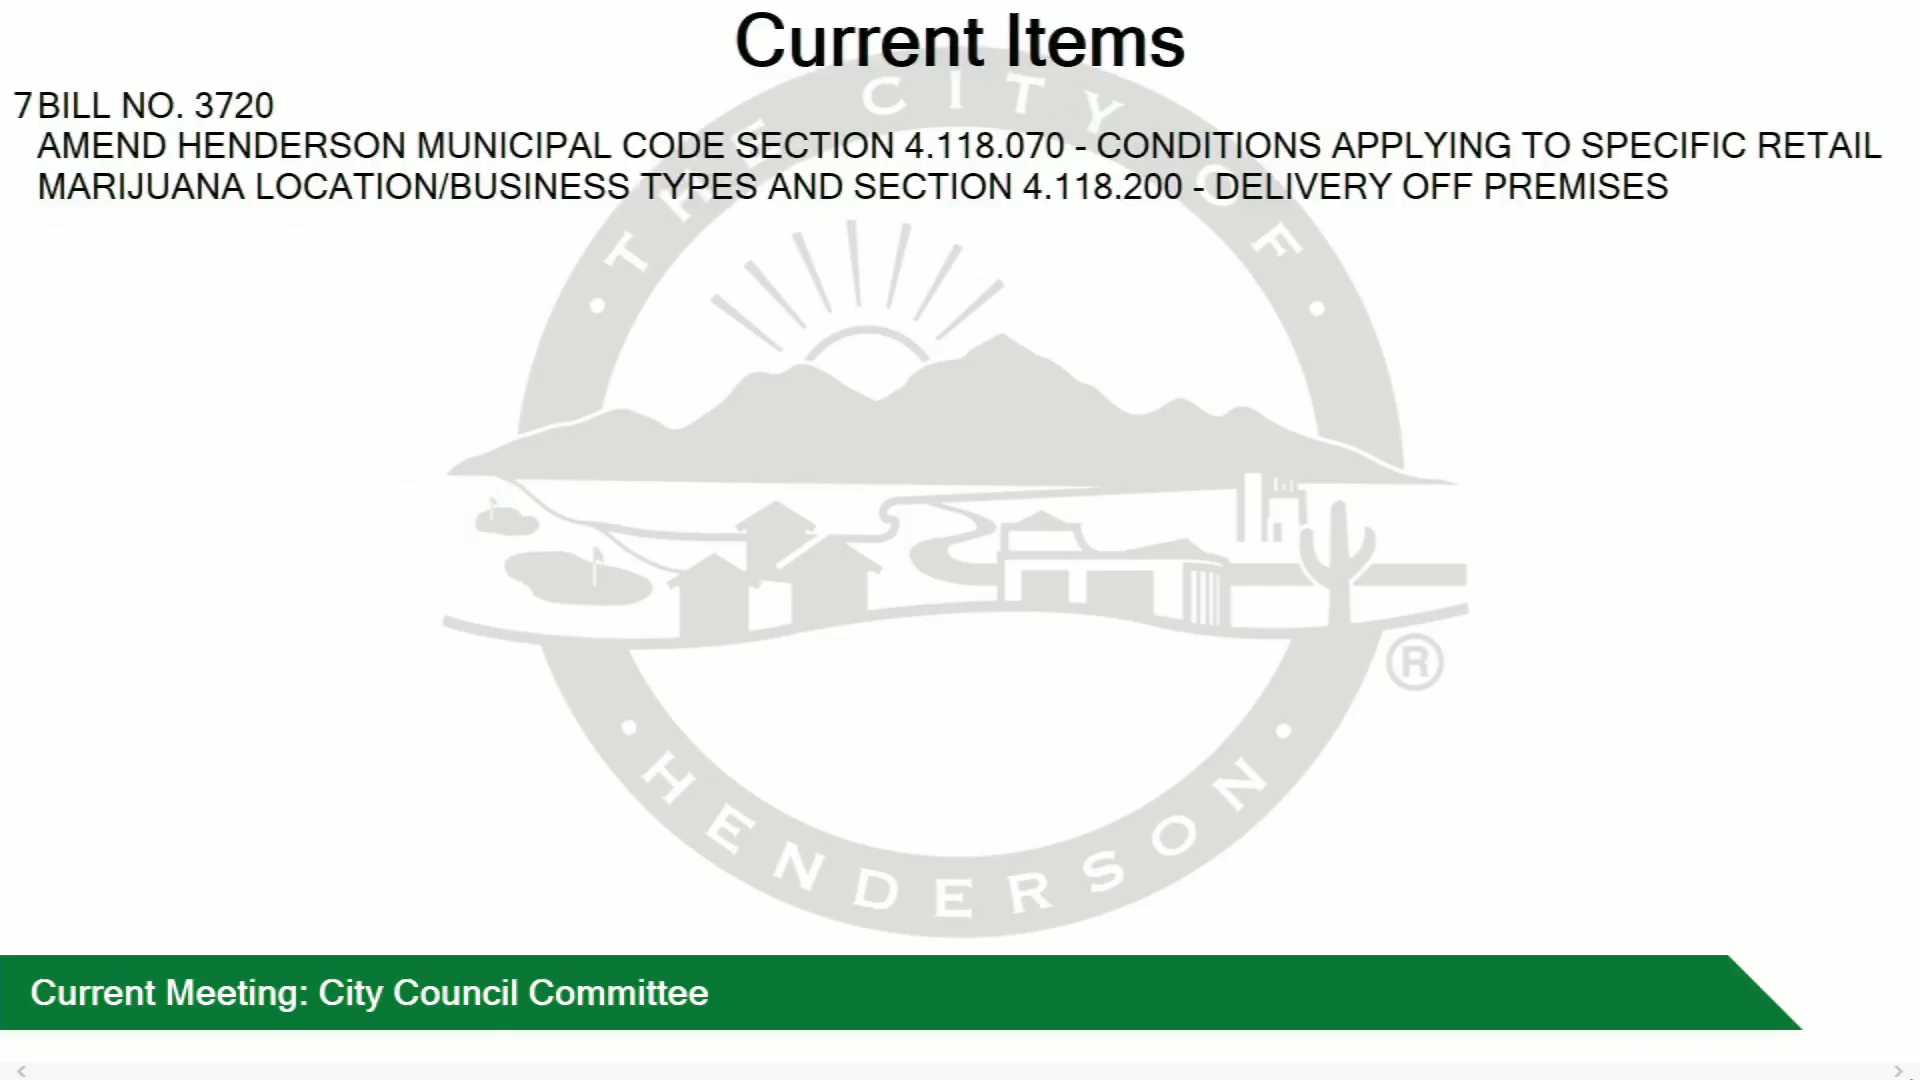 Current Items
7 BILL NO. 3720
AMEND HENDERSON MUNICIPAL CODE SECTION 4.118.070 - CONDITIONS APPLYING TO SPECIFIC RETAIL
MARIJUANA LOCATION/BUSINESS TYPES AND SECTION 4.118.200 - DELIVERY OFF PREMISES
• THE CITY OF •
®
• HENDERSON •
Current Meeting: City Council Committee